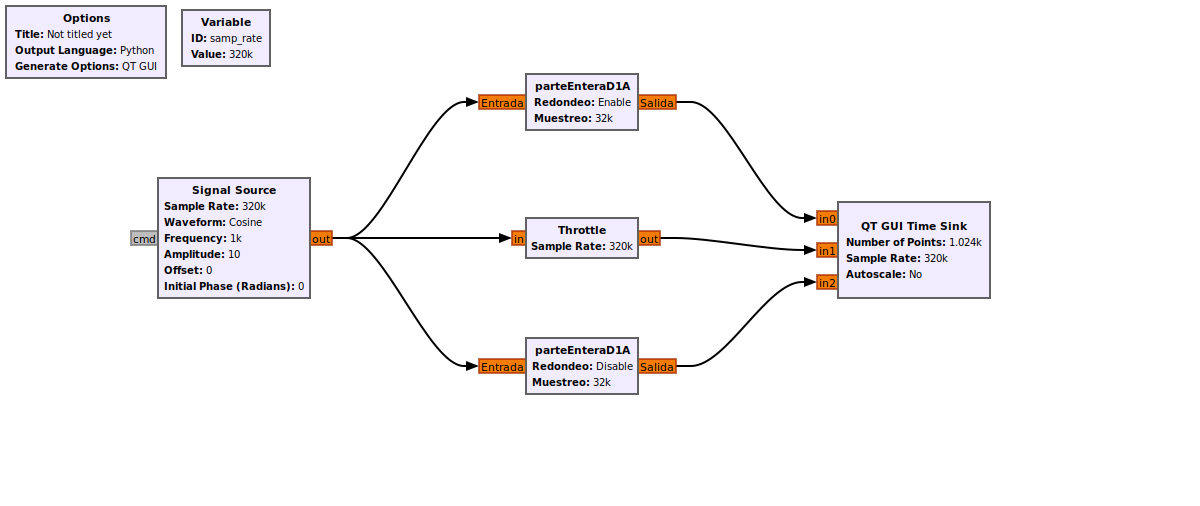 Options
Title: Not titled yet
Output Language: Python
Generate Options: QT GUI
Variable
ID: samp_rate
Value: 320k
parteEnteraD1A
Redondeo: Enable
Muestreo: 32k
Entrada
Salida
Signal Source
Sample Rate: 320k
Waveform: Cosine
Frequency: 1k
Amplitude: 10
Offset: 0
Initial Phase (Radians): 0
cmd
out
Throttle
Sample Rate: 320k
in
out
parteEnteraD1A
Redondeo: Disable
Muestreo: 32k
Entrada
Salida
QT GUI Time Sink
Number of Points: 1.024k
Sample Rate: 320k
Autoscale: No
in0
in1
in2